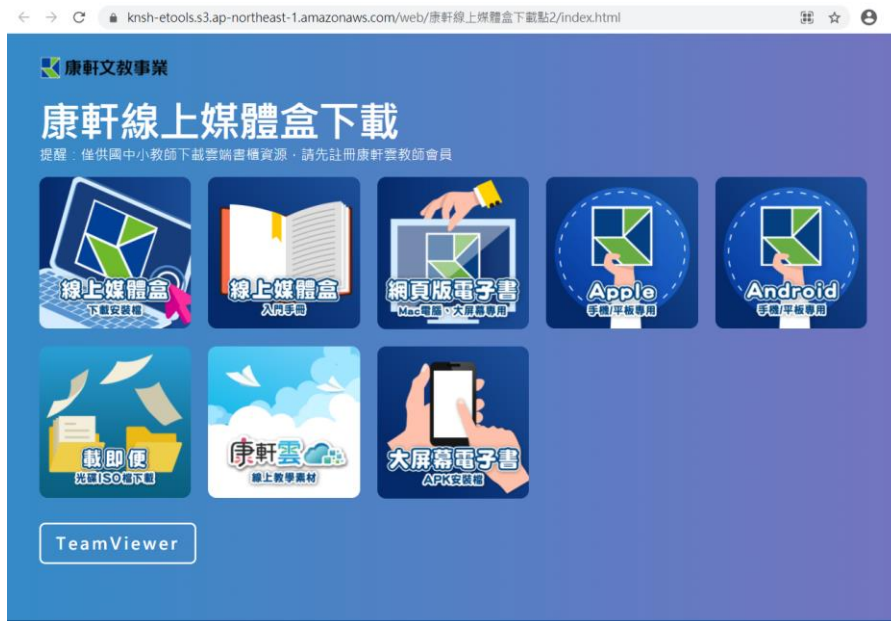 knsh-etools.s3.ap-northeast-1.amazonaws.com/web/康軒線上媒體盒下載點2/index.html
康軒文教事業
康軒線上媒體盒下載
提醒：僅供國中小教師下載雲端書櫃資源，請先註冊康軒雲教師會員
線上媒體盒
下載安裝檔
線上媒體盒
入門手冊
網頁版電子書
Mac電腦、大屏幕專用
Apple
手機/平板專用
Android
手機/平板專用
載即便
光碟ISO檔下載
康軒雲
線上教學素材
大屏幕電子書
APK安裝檔
TeamViewer